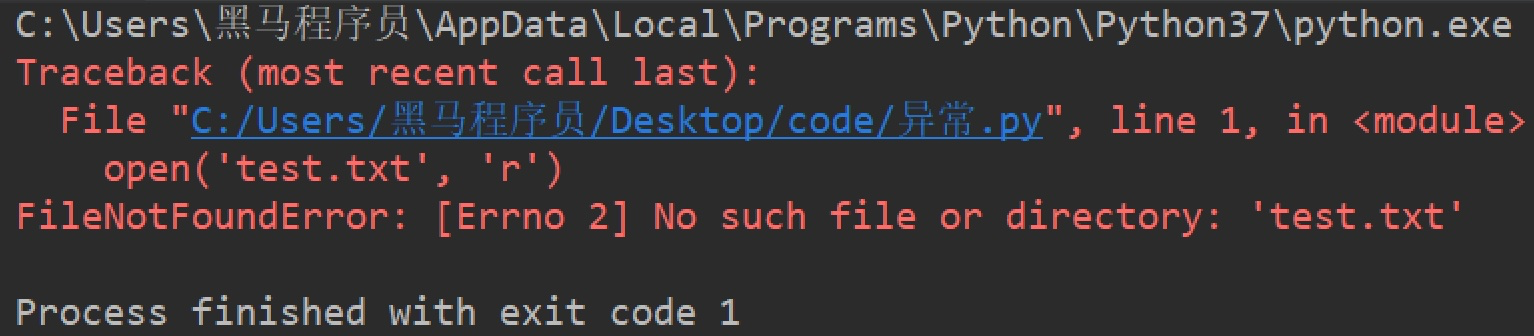 C:\Users\黑马程序员\AppData\Local\Programs\Python\Python37\python.exe
Traceback (most recent call last):
  File "C:/Users/黑马程序员/Desktop/code/异常.py", line 1, in <module>
    open('test.txt', 'r')
FileNotFoundError: [Errno 2] No such file or directory: 'test.txt'
Process finished with exit code 1